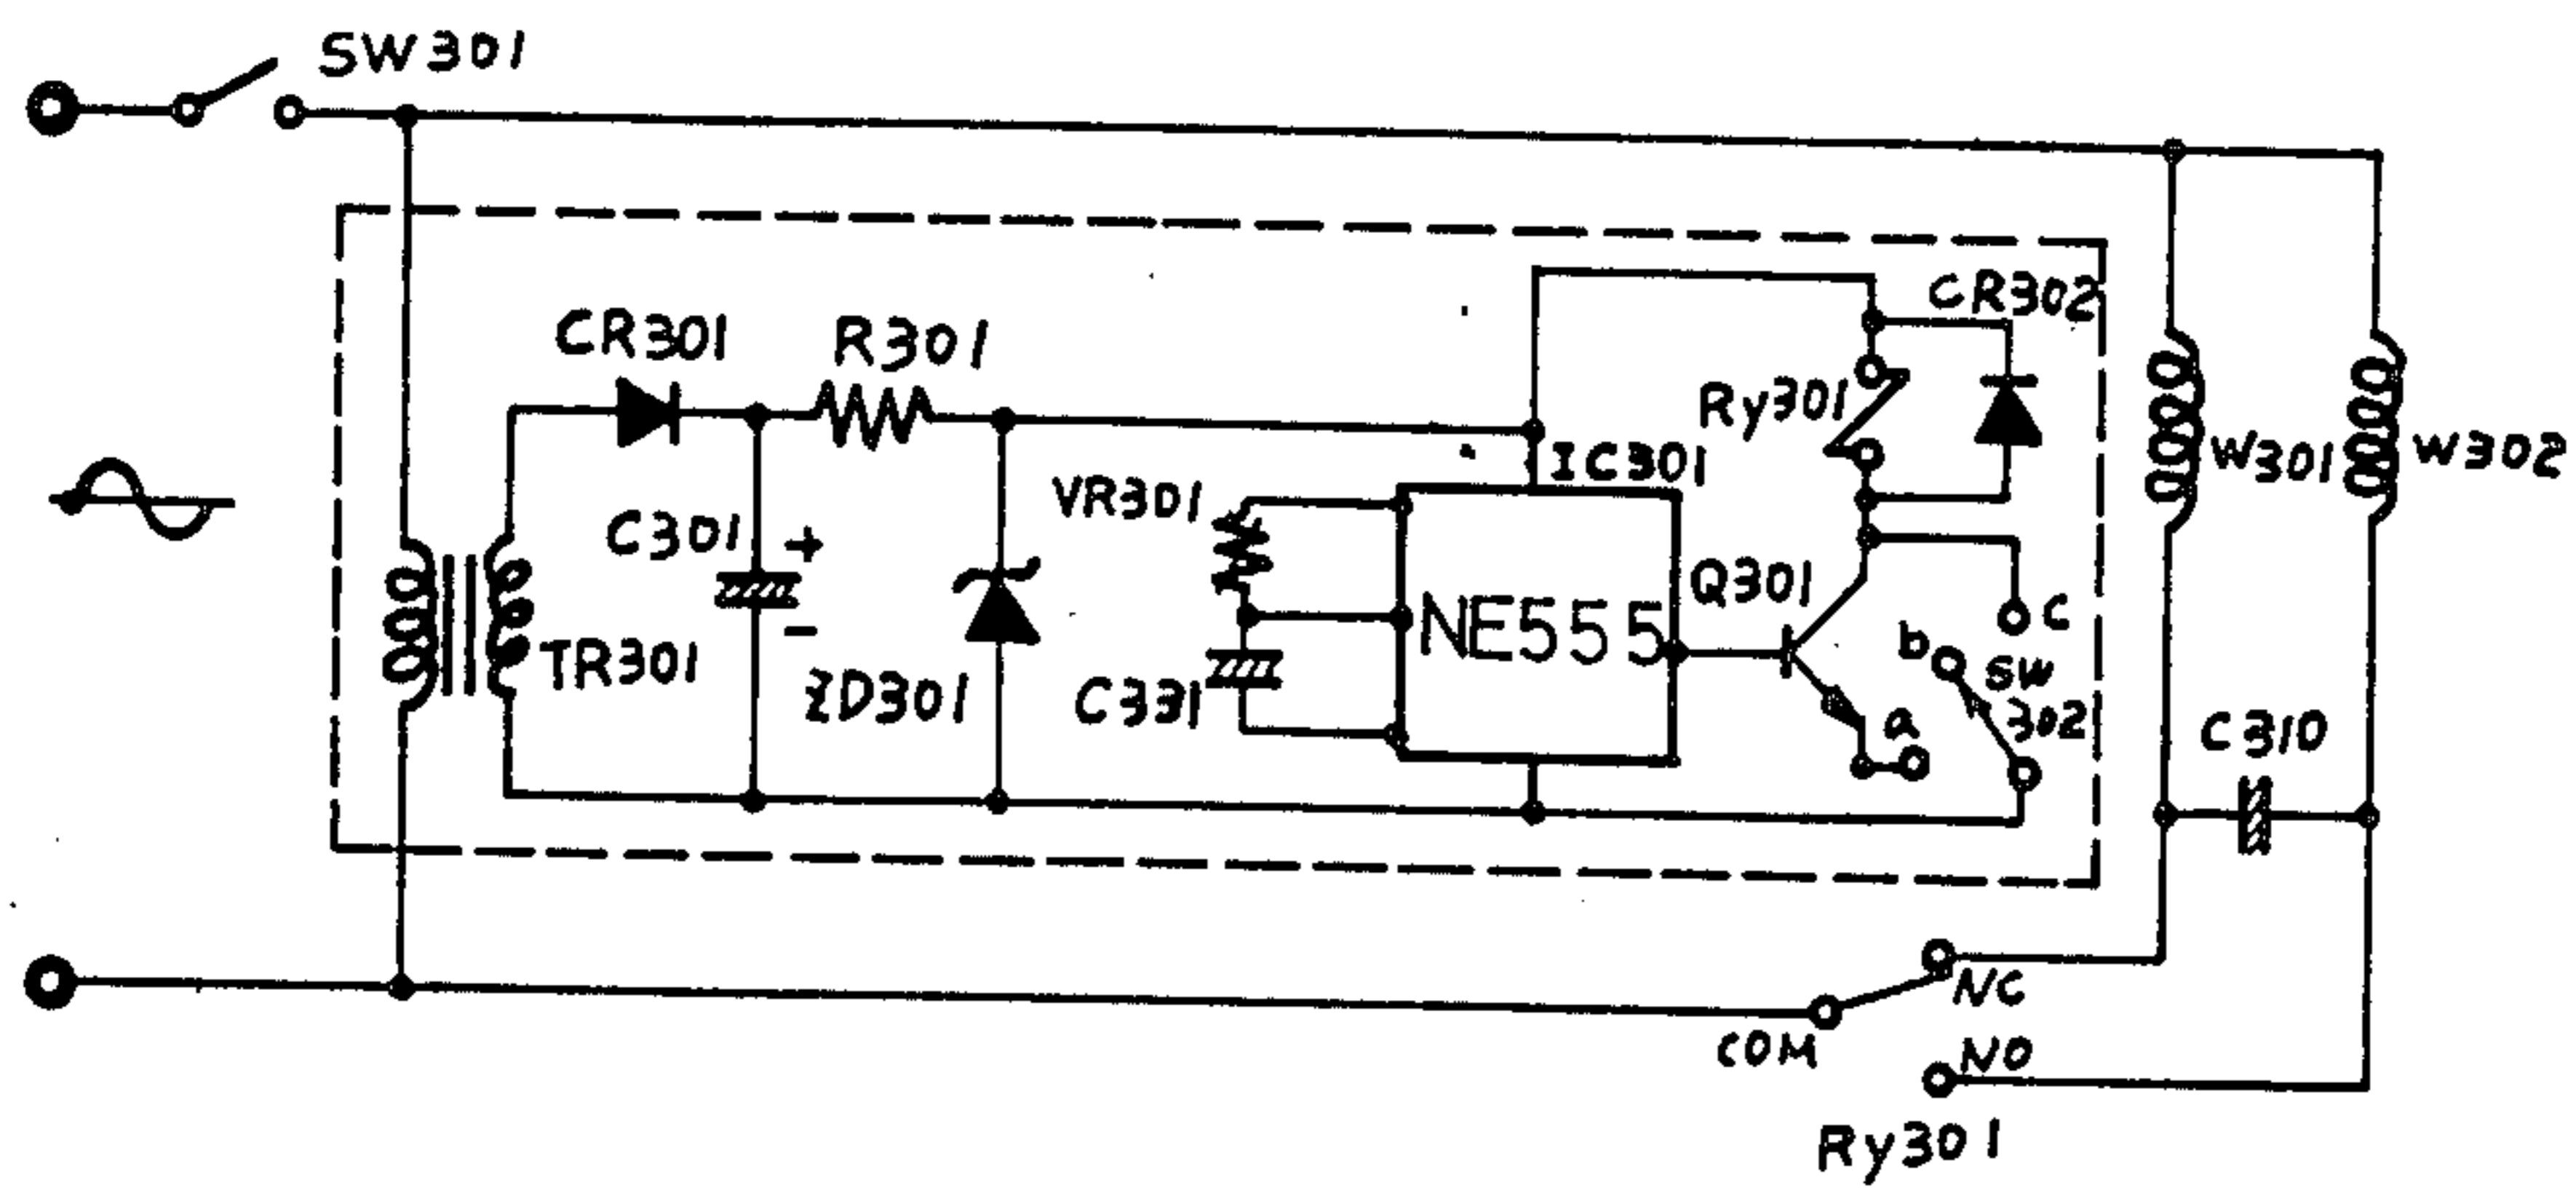 SW301
CR302
CR301
R301
Ry301
IC301
VR301
W301
W302
C301
+
-
Q301
NE555
TR301
ZD301
C331
c
b
SW
302
a
C310
NC
COM
NO
Ry301